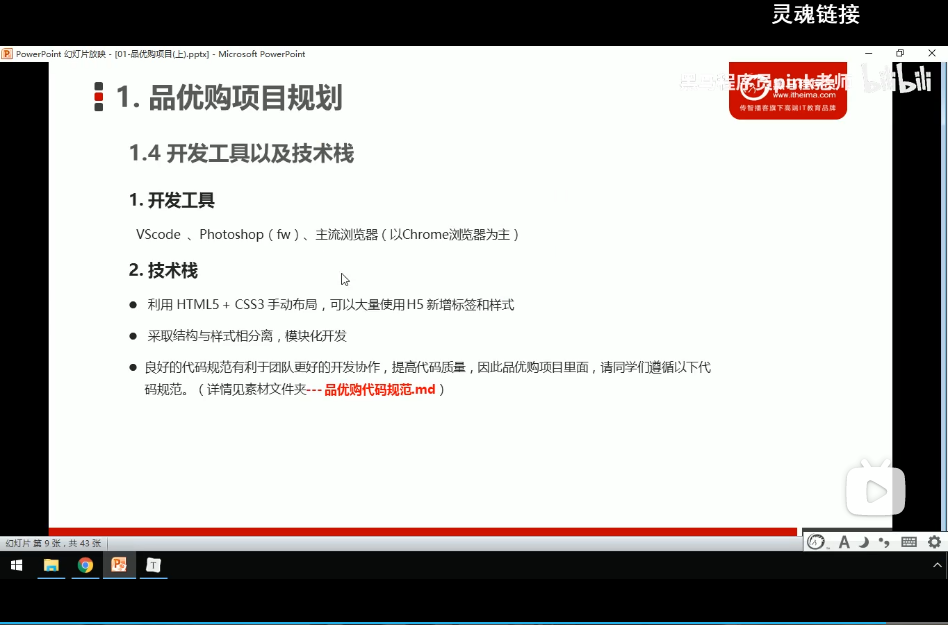 灵魂链接
PowerPoint 幻灯片放映 - [01-品优购项目(上).pptx] - Microsoft PowerPoint
1. 品优购项目规划
程序员pink老师
bilibili
www.itheima.com
传智播客旗下高端IT教育品牌
1.4 开发工具以及技术栈
1. 开发工具
VScode 、Photoshop（fw）、主流浏览器（以Chrome浏览器为主）
2. 技术栈
● 利用 HTML5 + CSS3 手动布局，可以大量使用 H5 新增标签和样式
● 采取结构与样式相分离，模块化开发
● 良好的代码规范有利于团队更好的开发协作，提高代码质量，因此品优购项目里面，请同学们遵循以下代
码规范。（详情见素材文件夹--- 品优购代码规范.md）
幻灯片 第 9 张，共 43 张